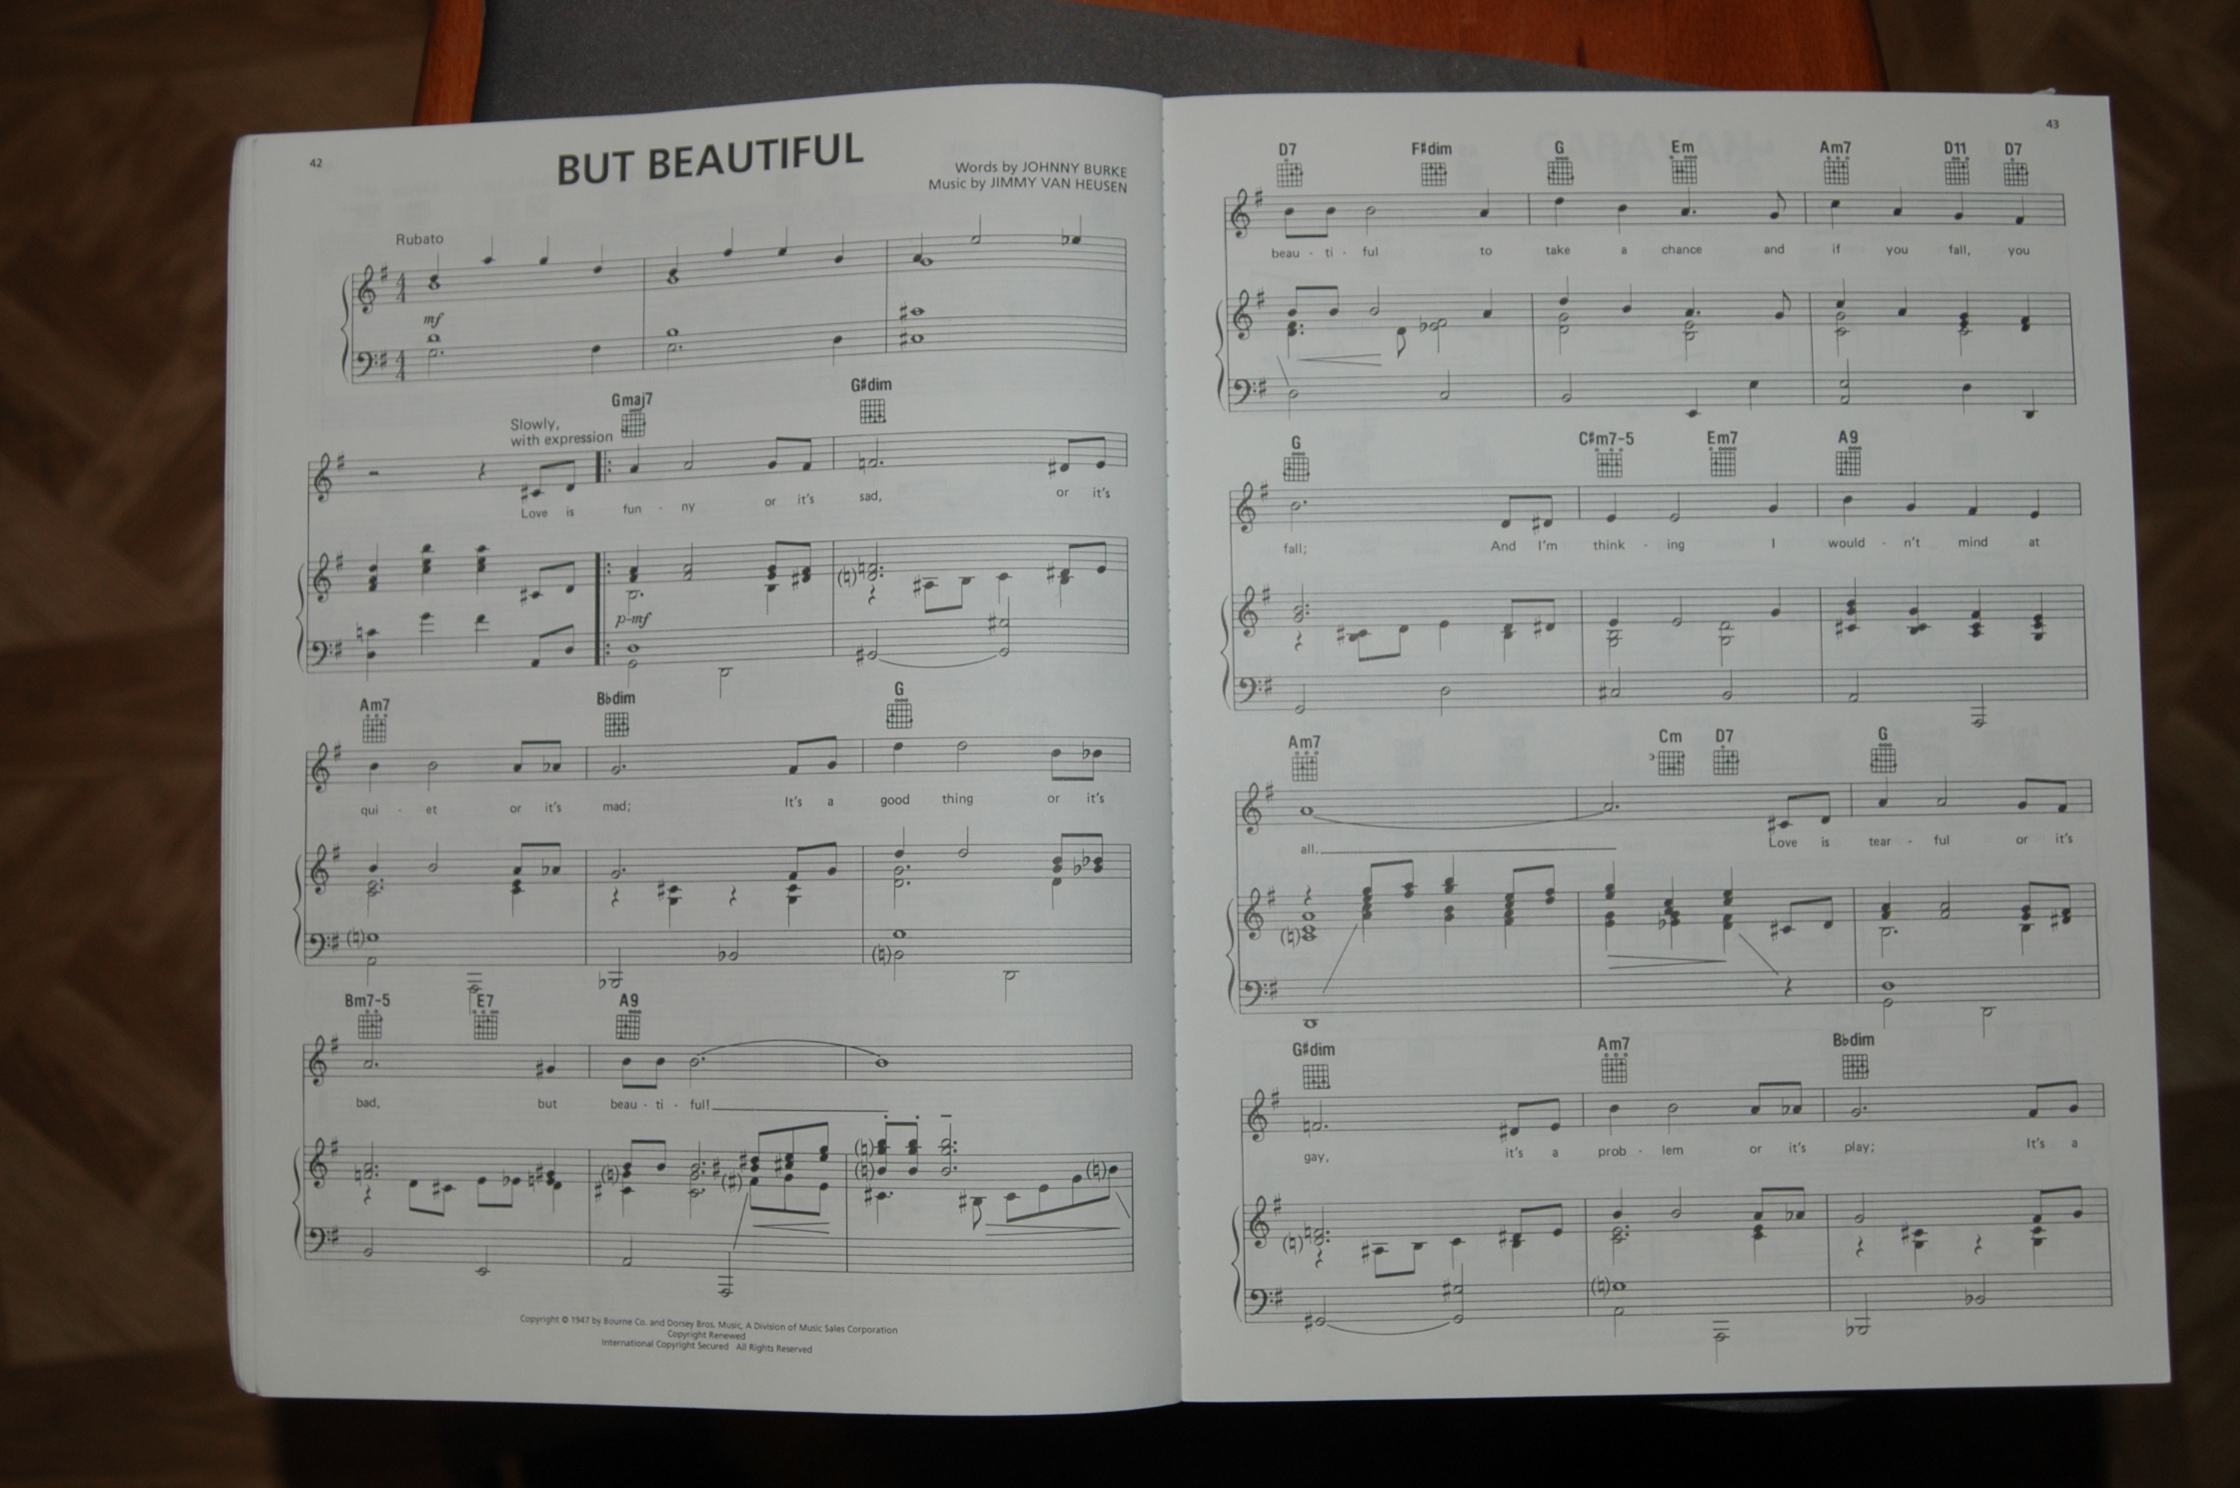 42
BUT BEAUTIFUL
Words by JOHNNY BURKE
Music by JIMMY VAN HEUSEN
Rubato
mf
Gmaj7 G♯dim
Slowly,
with expression
Love is fun - ny or it's sad, or it's
p-mf
Am7 B♭dim G
qui - et or it's mad; It's a good thing or it's
Bm7-5 E7 A9
bad, but beau - ti - ful!
Copyright © 1947 by Bourne Co. and Dorsey Bros. Music, A Division of Music Sales Corporation
Copyright Renewed
International Copyright Secured All Rights Reserved
43
D7 F♯dim G Em Am7 D11 D7
beau - ti - ful to take a chance and if you fall, you
G C♯m7-5 Em7 A9
fall; And I'm think - ing I would - n't mind at
Am7 Cm D7 G
3
all. Love is tear - ful or it's
G♯dim Am7 B♭dim
gay, it's a prob - lem or it's play; It's a